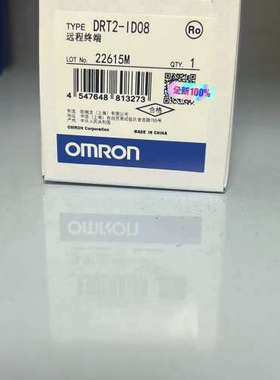 TYPE DRT2-ID08
Ro
远程终端
LOT No. 22615M
QTY. 1
4 547648 813273
全新100%
合格
OMRON Corporation
MADE IN CHINA
OMRON